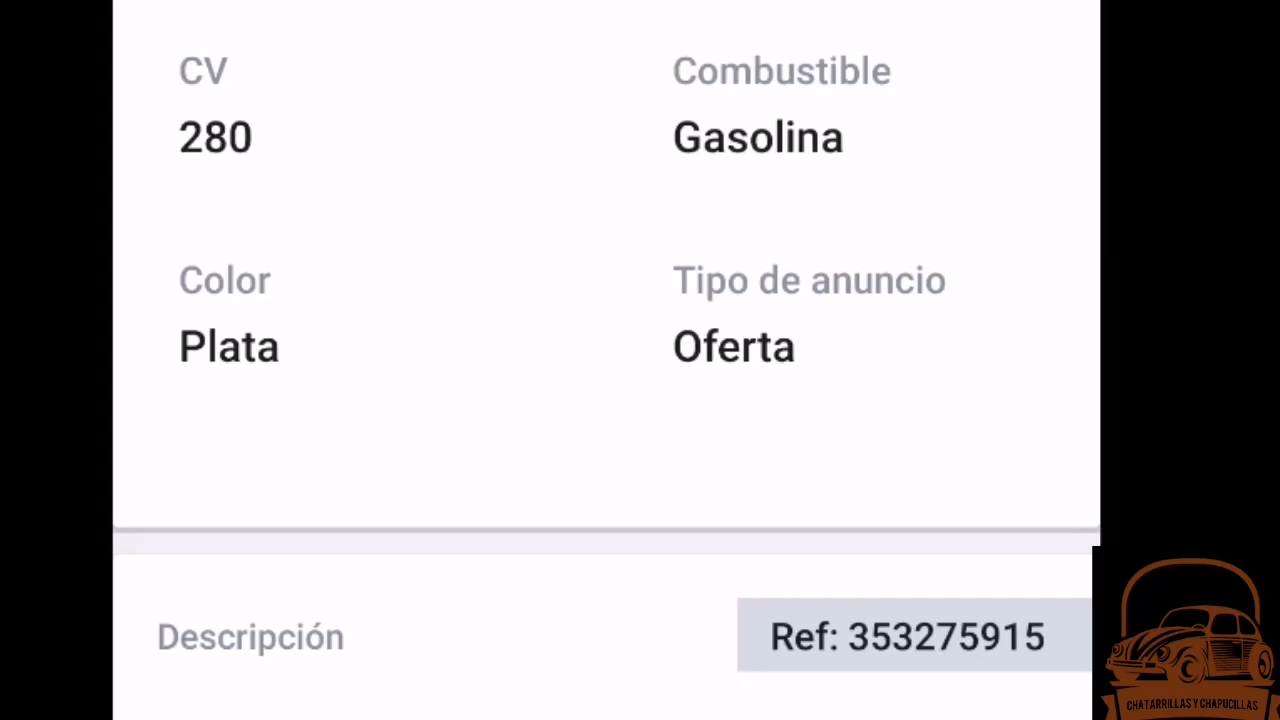 CV
Combustible
280
Gasolina
Color
Tipo de anuncio
Plata
Oferta
Descripción
Ref: 353275915
CHATARRILLAS Y CHAPUCILLAS